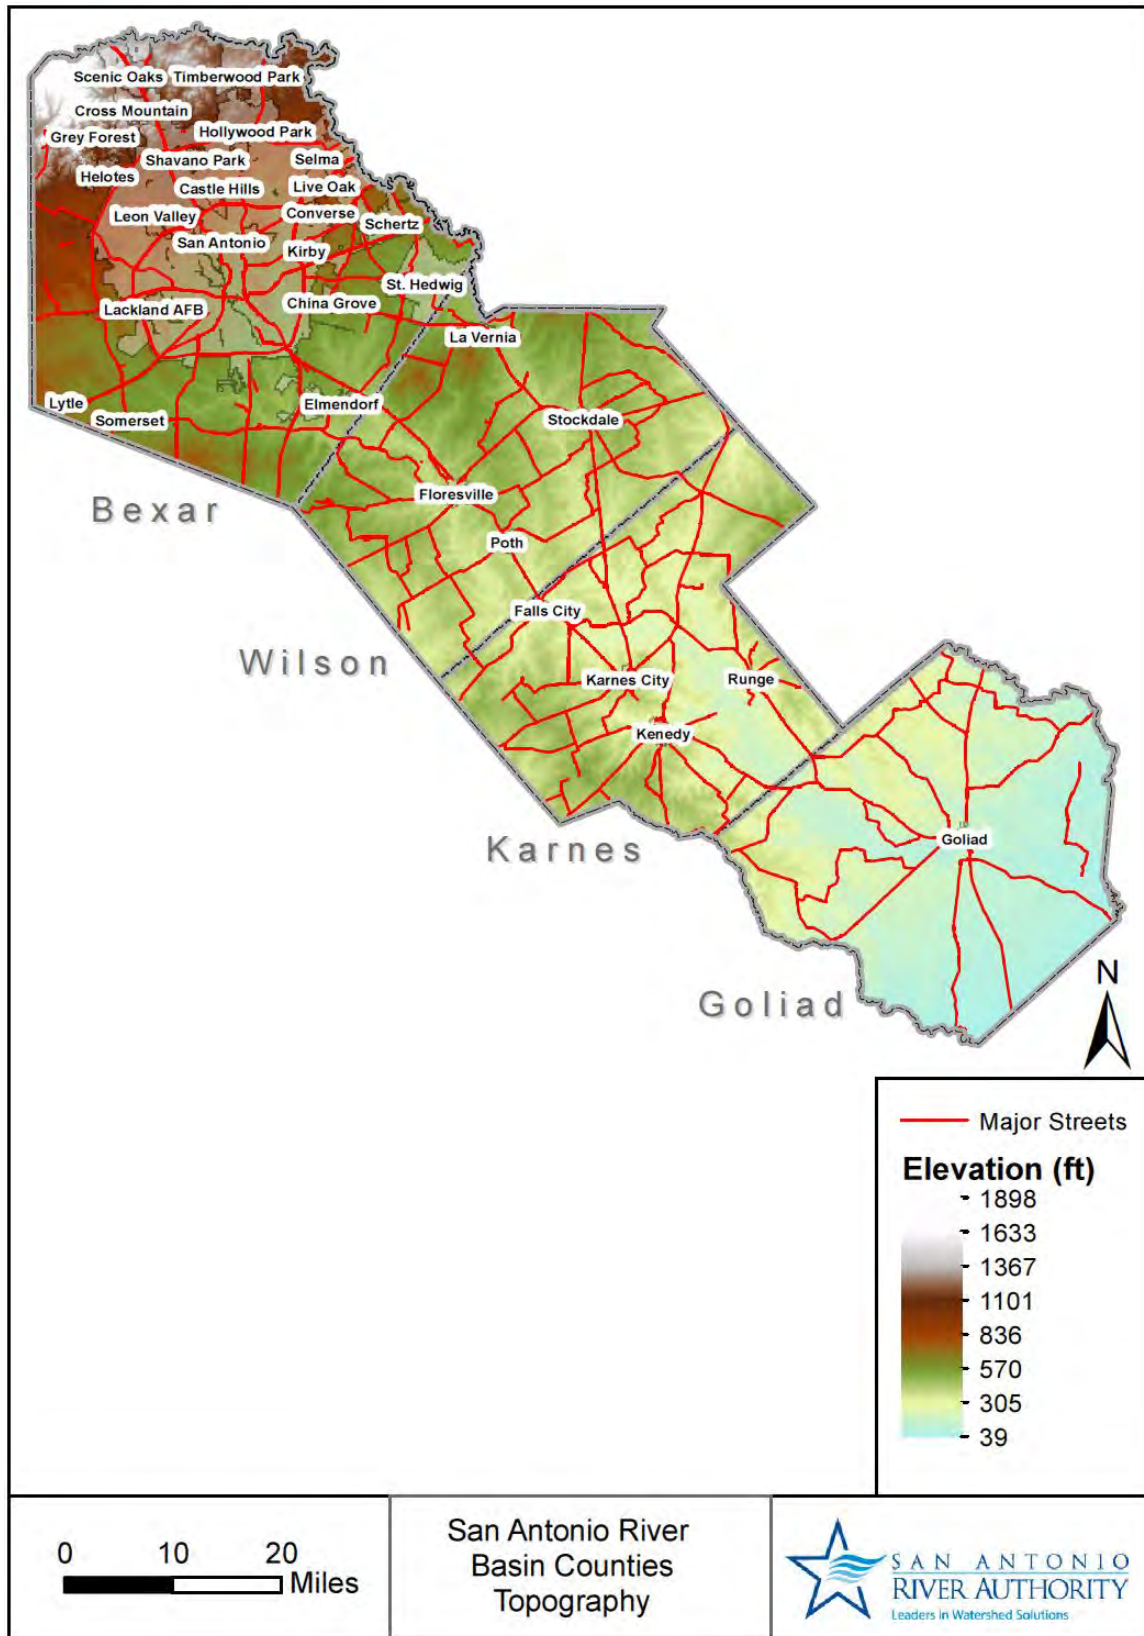 Scenic Oaks
Timberwood Park
Cross Mountain
Grey Forest
Hollywood Park
Shavano Park
Selma
Helotes
Castle Hills
Live Oak
Leon Valley
Converse
Schertz
San Antonio
Kirby
St. Hedwig
Lackland AFB
China Grove
La Vernia
Lytle
Somerset
Elmendorf
Stockdale
Bexar
Floresville
Poth
Falls City
Wilson
Karnes City
Runge
Kenedy
Karnes
Goliad
Goliad
N
Major Streets
Elevation (ft)
1898
1633
1367
1101
836
570
305
39
0 10 20
Miles
San Antonio River
Basin Counties
Topography
SAN ANTONIO
RIVER AUTHORITY
Leaders in Watershed Solutions